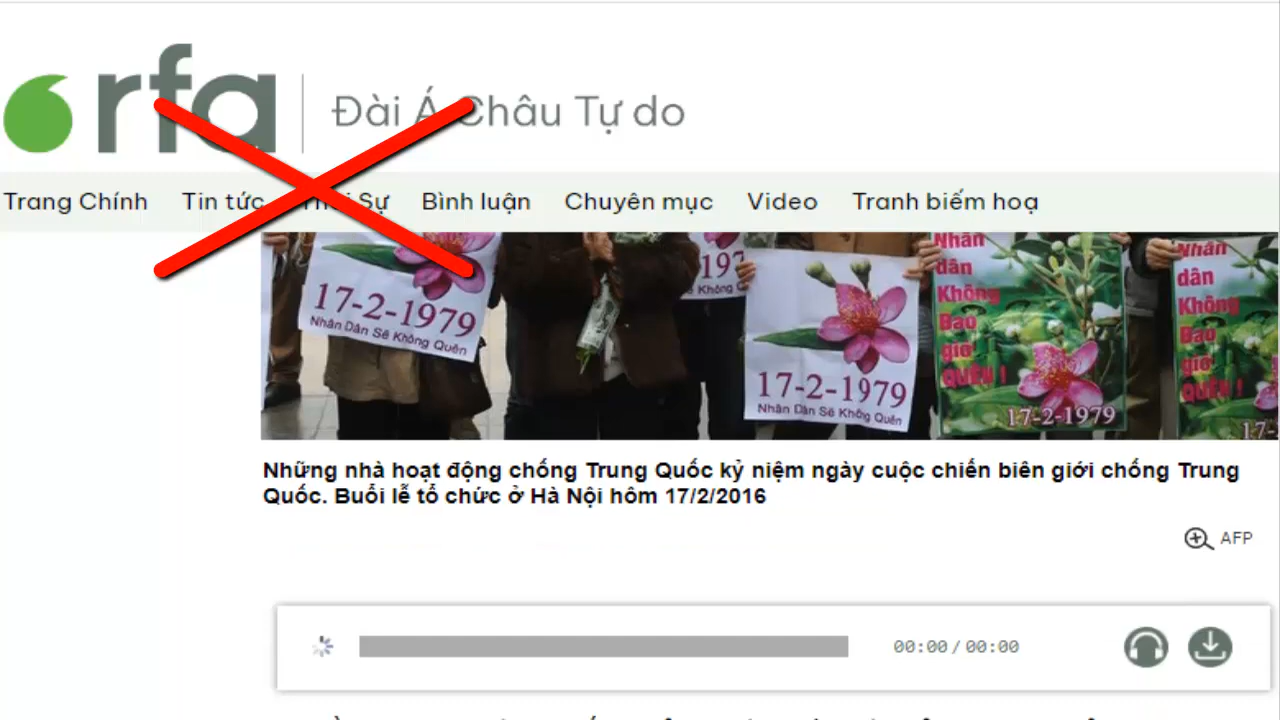 rfa
Đài Á Châu Tự do
Trang Chính Tin tức Thời Sự Bình luận Chuyên mục Video Tranh biếm hoạ
17-2-1979
Nhân Dân Sẽ Không Quên
197
Không
17-2-1979
Nhân Dân Sẽ Không Quên
Nhân
dân
Không
Bao
giờ
QUÊN !
17-2-1979
Nhân
dân
Không
Bao
giờ
QUÊN !
17-
Những nhà hoạt động chống Trung Quốc kỷ niệm ngày cuộc chiến biên giới chống Trung
Quốc. Buổi lễ tổ chức ở Hà Nội hôm 17/2/2016
AFP
00:00 / 00:00